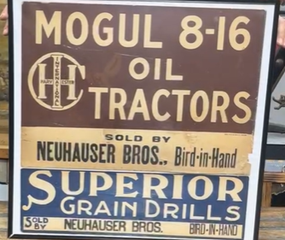 MOGUL 8-16
OIL
TRACTORS
INTERNATIONAL
SOLD BY
NEUHAUSER BROS., Bird-in-Hand
SUPERIOR
GRAIN DRILLS
SOLD BY
NEUHAUSER BROS. BIRD-IN-HAND